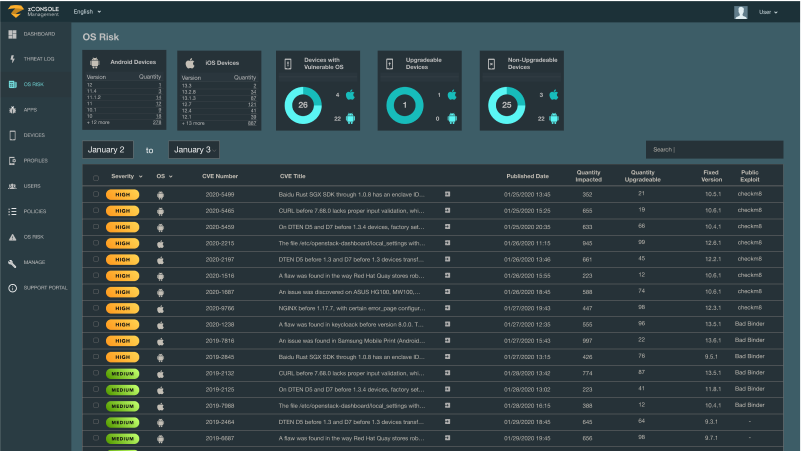 zCONSOLE
Management
English
User
DASHBOARD
THREAT LOG
OS RISK
APPS
DEVICES
PROFILES
USERS
POLICIES
OS RISK
MANAGE
SUPPORT PORTAL
OS Risk
Android Devices
Version Quantity
12 1
11.4 3
11.1.2 14
11 12
10.1 9
10 18
+ 12 more 278
iOS Devices
Version Quantity
13.3 2
13.2.8 34
13.1.3 87
12.7 121
12.4 41
12.1 38
+ 15 more 887
Devices with
Vulnerable OS
26
4
22
Upgradeable
Devices
1
1
0
Non-Upgradeable
Devices
25
3
22
January 2 to January 3
Search |
Severity OS CVE Number CVE Title Published Date Quantity Impacted Quantity Upgradeable Fixed Version Public Exploit
HIGH 2020-5499 Baidu Rust SGX SDK through 1.0.8 has an enclave ID... 01/25/2020 13:45 352 21 10.5.1 checkm8
HIGH 2020-5465 CURL before 7.68.0 lacks proper input validation, whi... 01/25/2020 15:25 655 19 10.6.1 checkm8
HIGH 2020-5459 On DTEN D5 and D7 before 1.3.4 devices, factory set... 01/25/2020 20:35 633 66 10.4.1 checkm8
HIGH 2020-2215 The file /etc/openstack-dashboard/local_settings with... 01/26/2020 11:15 945 99 12.6.1 checkm8
HIGH 2020-2197 DTEN D5 before 1.3 and D7 before 1.3 devices transf... 01/26/2020 13:46 661 45 12.2.1 checkm8
HIGH 2020-1516 A flaw was found in the way Red Hat Quay stores rob... 01/26/2020 15:55 223 12 10.6.1 checkm8
HIGH 2020-1687 An issue was discovered on ASUS HG100, MW100,... 01/26/2020 18:45 588 74 10.6.1 checkm8
HIGH 2020-9766 NGINX before 1.17.7, with certain error_page configur... 01/27/2020 19:43 447 98 12.3.1 checkm8
HIGH 2020-1238 A flaw was found in keycloack before version 8.0.0. T... 01/27/2020 12:35 555 96 13.5.1 Bad Binder
HIGH 2019-7816 An issue was found in Samsung Mobile Print (Android... 01/27/2020 15:43 997 22 13.6.1 Bad Binder
HIGH 2019-2845 Baidu Rust SGX SDK through 1.0.8 has an enclave ID... 01/27/2020 13:15 426 78 9.5.1 Bad Binder
MEDIUM 2019-2132 CURL before 7.68.0 lacks proper input validation, whi... 01/28/2020 13:42 774 87 13.5.1 Bad Binder
MEDIUM 2019-2125 On DTEN D5 and D7 before 1.3.4 devices, factory set... 01/26/2020 13:02 223 41 11.8.1 Bad Binder
MEDIUM 2019-7988 The file /etc/openstack-dashboard/local_settings with... 01/29/2020 16:15 388 12 10.4.1 Bad Binder
MEDIUM 2019-2464 DTEN D5 before 1.3 and D7 before 1.3 devices transf... 01/29/2020 18:45 645 64 9.3.1 -
MEDIUM 2019-6687 A flaw was found in the way Red Hat Quay stores rob... 01/29/2020 19:45 656 98 9.7.1 -